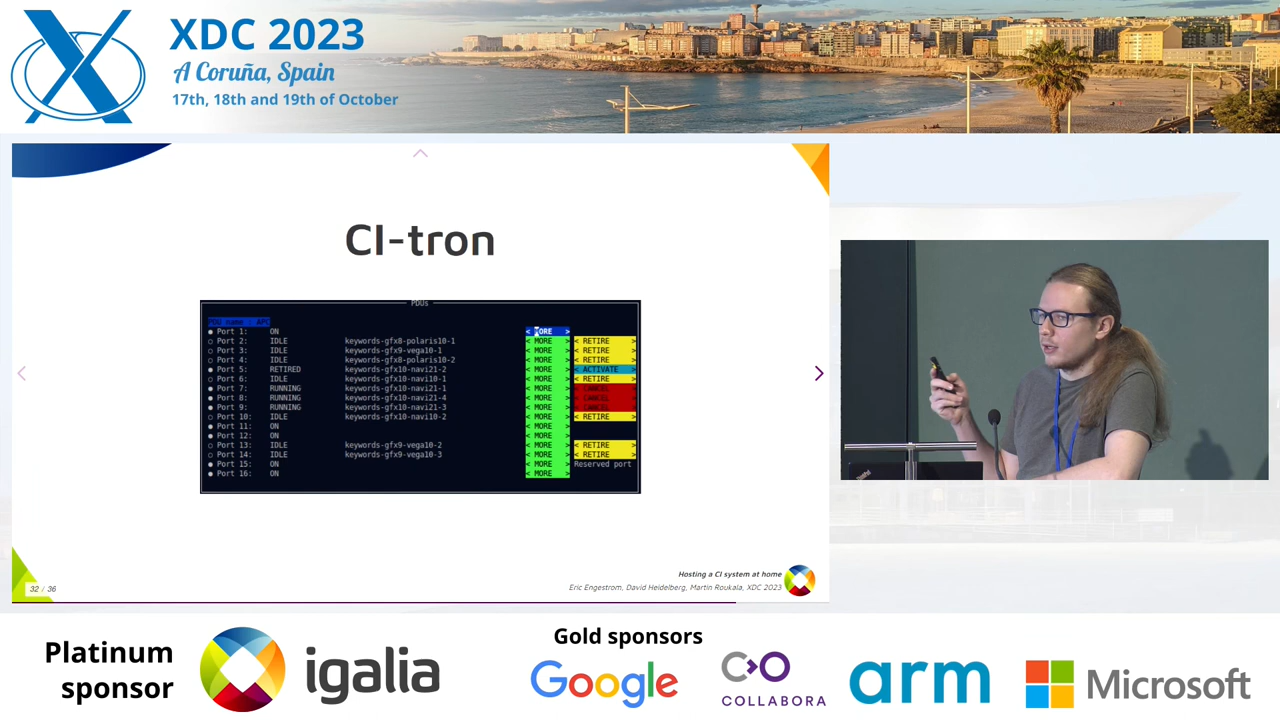 XDC 2023
A Coruña, Spain
17th, 18th and 19th of October
CI-tron
PDUs
PDU name APC
Port 1: ON < MORE >
Port 2: IDLE keywords-gfx8-polaris10-1 < MORE > < RETIRE >
Port 3: IDLE keywords-gfx9-vega10-1 < MORE > < RETIRE >
Port 4: IDLE keywords-gfx8-polaris10-2 < MORE > < RETIRE >
Port 5: RETIRED keywords-gfx10-navi21-2 < MORE > < ACTIVATE >
Port 6: IDLE keywords-gfx10-navi10-1 < MORE > < RETIRE >
Port 7: RUNNING keywords-gfx10-navi21-1 < MORE > < CANCEL >
Port 8: RUNNING keywords-gfx10-navi21-4 < MORE > < CANCEL >
Port 9: RUNNING keywords-gfx10-navi21-3 < MORE > < CANCEL >
Port 10: IDLE keywords-gfx10-navi10-2 < MORE > < RETIRE >
Port 11: ON < MORE >
Port 12: ON < MORE >
Port 13: IDLE keywords-gfx9-vega10-2 < MORE > < RETIRE >
Port 14: IDLE keywords-gfx9-vega10-3 < MORE > < RETIRE >
Port 15: ON < MORE > Reserved port
Port 16: ON < MORE >
Hosting a CI system at home
32 / 36
Eric Engestrom, David Heidelberg, Martin Roukala, XDC 2023
ThinkPad
Platinum
sponsor
igalia
Gold sponsors
Google
COLLABORA
arm
Microsoft